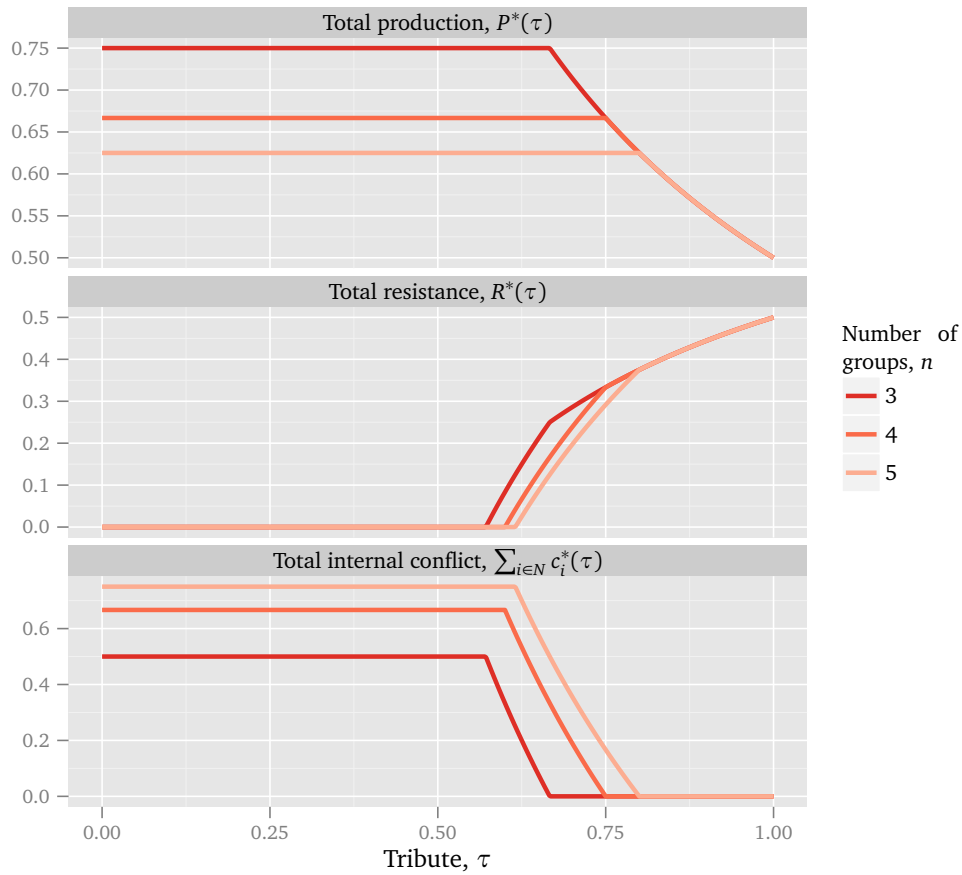 Total production, P*(τ)
0.75
0.70
0.65
0.60
0.55
0.50
Total resistance, R*(τ)
0.5
0.4
0.3
0.2
0.1
0.0
Total internal conflict, ∑i∈N ci*(τ)
0.6
0.4
0.2
0.0
0.00 0.25 0.50 0.75 1.00
Tribute, τ
Number of
groups, n
3
4
5